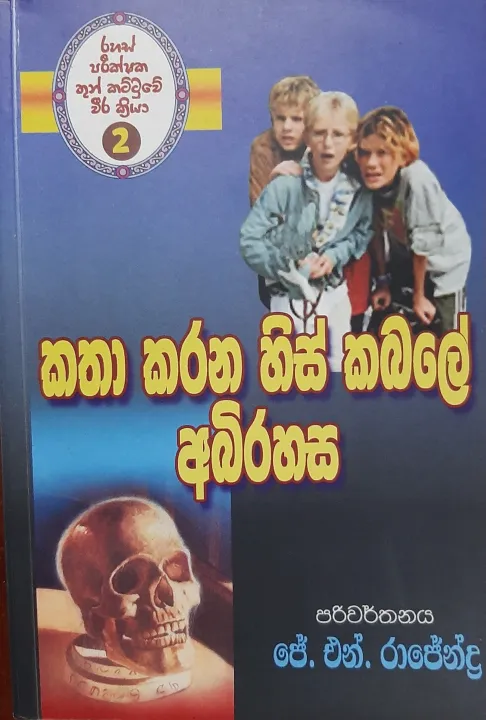 රහස්
පරීක්ෂක
තුන් කට්ටුවේ
වීර ක්‍රියා
2
කතා කරන හිස් කබලේ
අබිරහස
පරිවර්තනය
ජේ. එන්. රාජේන්ද්‍ර